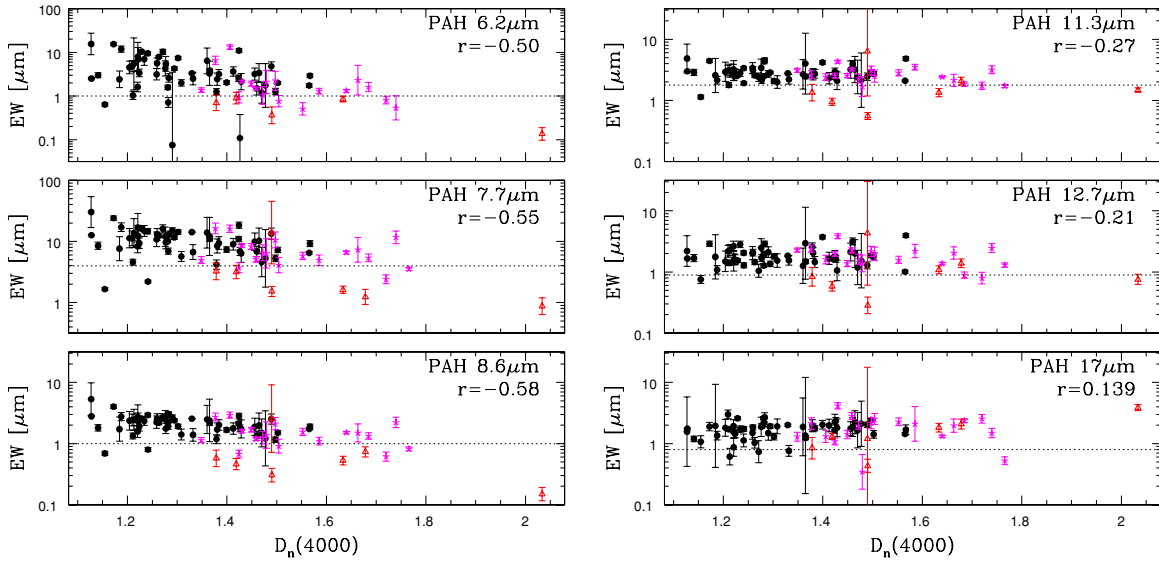 PAH 6.2μm
r=−0.50
EW [μm]
100
10
1
0.1
PAH 7.7μm
r=−0.55
EW [μm]
100
10
1
PAH 8.6μm
r=−0.58
EW [μm]
10
1
0.1
1.2 1.4 1.6 1.8 2
Dn(4000)
PAH 11.3μm
r=−0.27
EW [μm]
10
1
0.1
PAH 12.7μm
r=−0.21
EW [μm]
10
1
0.1
PAH 17μm
r=0.139
EW [μm]
10
1
0.1
1.2 1.4 1.6 1.8 2
Dn(4000)